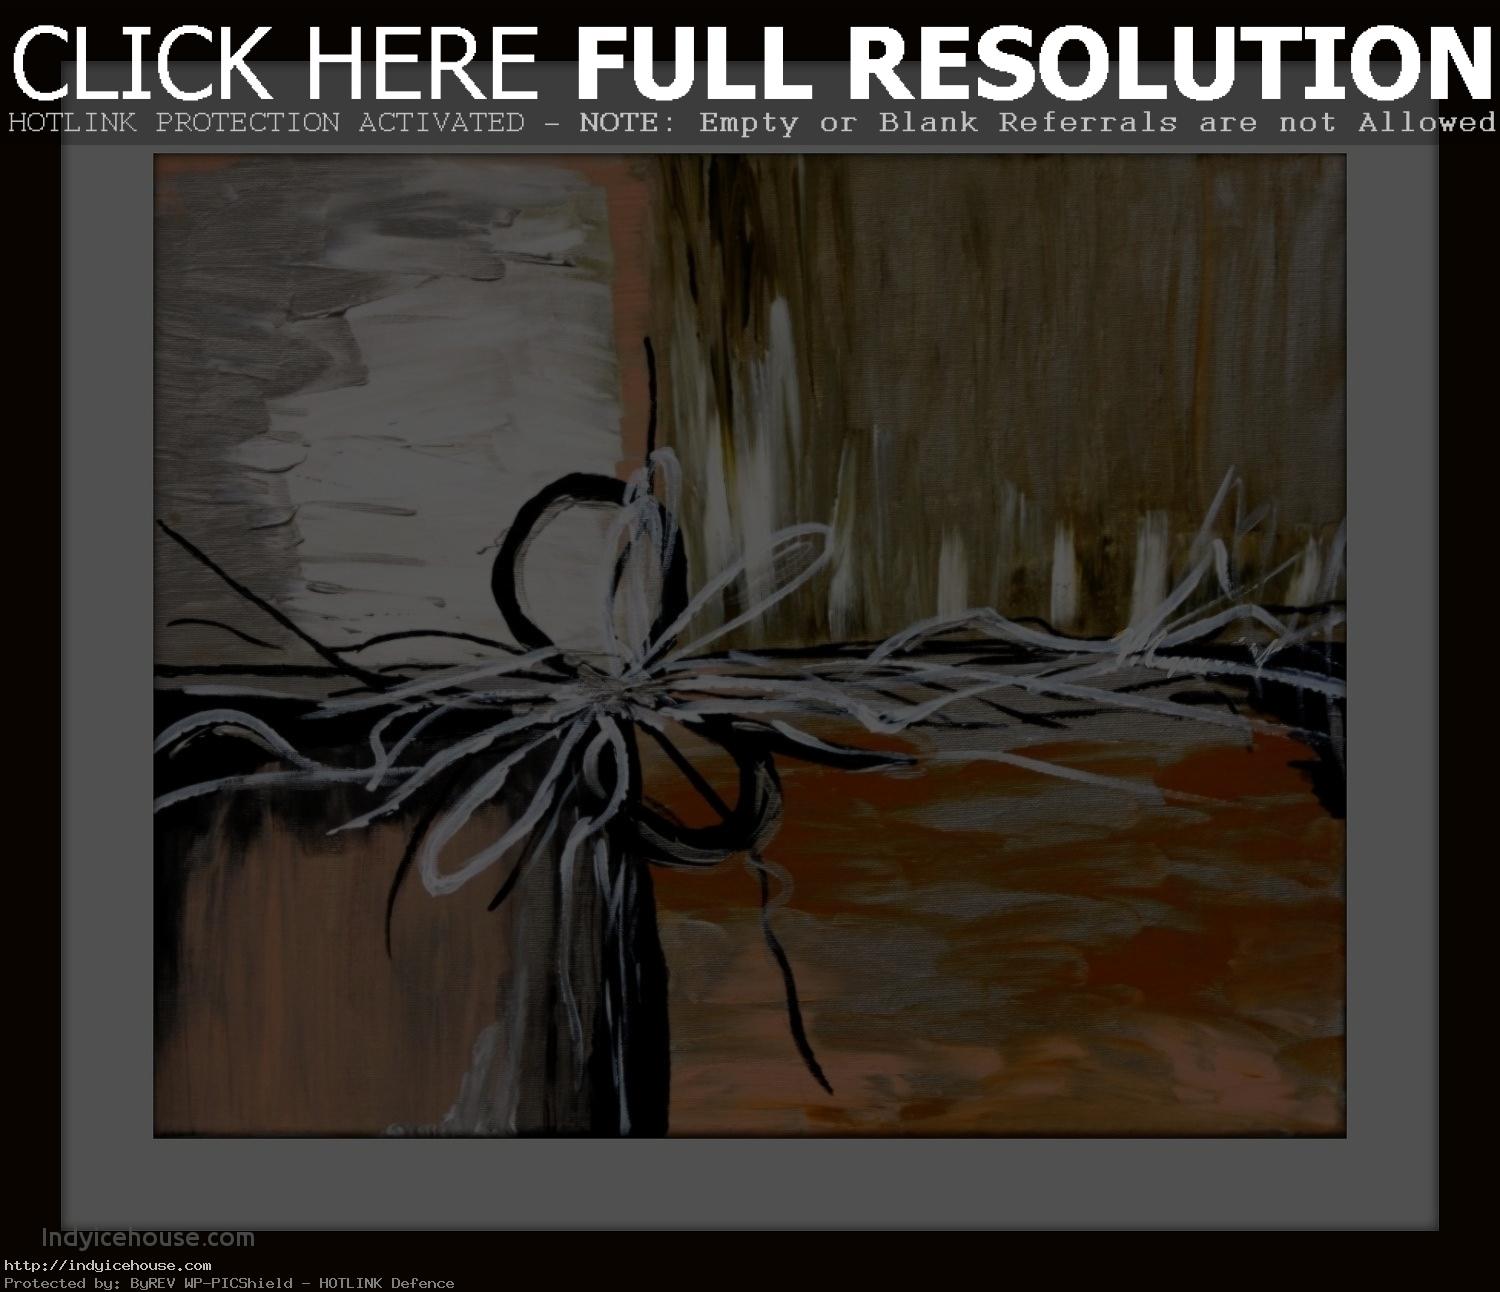 CLICK HERE FULL RESOLUTION
HOTLINK PROTECTION ACTIVATED - NOTE: Empty or Blank Referrals are not Allowed
Indyicehouse.com
http://indyicehouse.com
Protected by: ByREV WP-PICShield - HOTLINK Defence